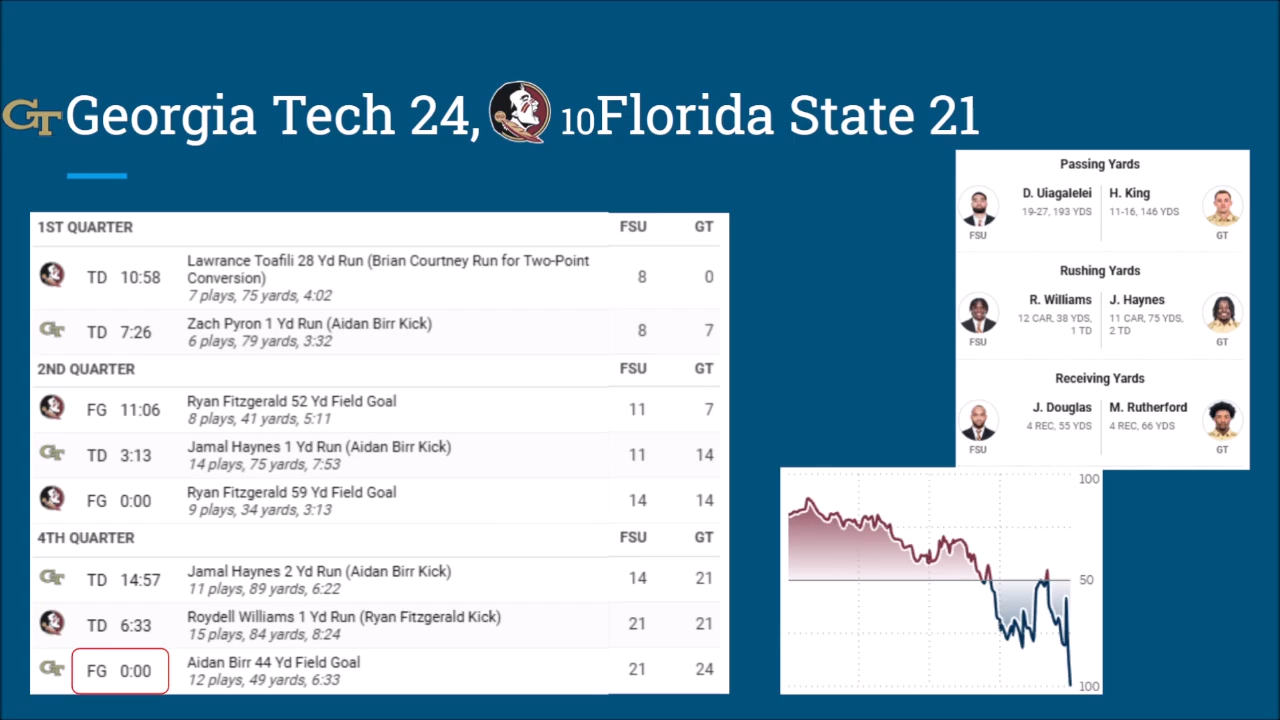 GT Georgia Tech 24, 10Florida State 21
1ST QUARTER FSU GT
TD 10:58 Lawrance Toafili 28 Yd Run (Brian Courtney Run for Two-Point
Conversion) 8 0
7 plays, 75 yards, 4:02
GT TD 7:26 Zach Pyron 1 Yd Run (Aidan Birr Kick) 8 7
6 plays, 79 yards, 3:32
2ND QUARTER FSU GT
FG 11:06 Ryan Fitzgerald 52 Yd Field Goal 11 7
8 plays, 41 yards, 5:11
GT TD 3:13 Jamal Haynes 1 Yd Run (Aidan Birr Kick) 11 14
14 plays, 75 yards, 7:53
FG 0:00 Ryan Fitzgerald 59 Yd Field Goal 14 14
9 plays, 34 yards, 3:13
4TH QUARTER FSU GT
GT TD 14:57 Jamal Haynes 2 Yd Run (Aidan Birr Kick) 14 21
11 plays, 89 yards, 6:22
TD 6:33 Roydell Williams 1 Yd Run (Ryan Fitzgerald Kick) 21 21
15 plays, 84 yards, 8:24
GT FG 0:00 Aidan Birr 44 Yd Field Goal 21 24
12 plays, 49 yards, 6:33
Passing Yards
D. Uiagalelei H. King
19-27, 193 YDS 11-16, 146 YDS
FSU GT
Rushing Yards
R. Williams J. Haynes
12 CAR, 38 YDS, 11 CAR, 75 YDS,
1 TD 2 TD
FSU GT
Receiving Yards
J. Douglas M. Rutherford
4 REC, 55 YDS 4 REC, 66 YDS
FSU GT
100
50
100